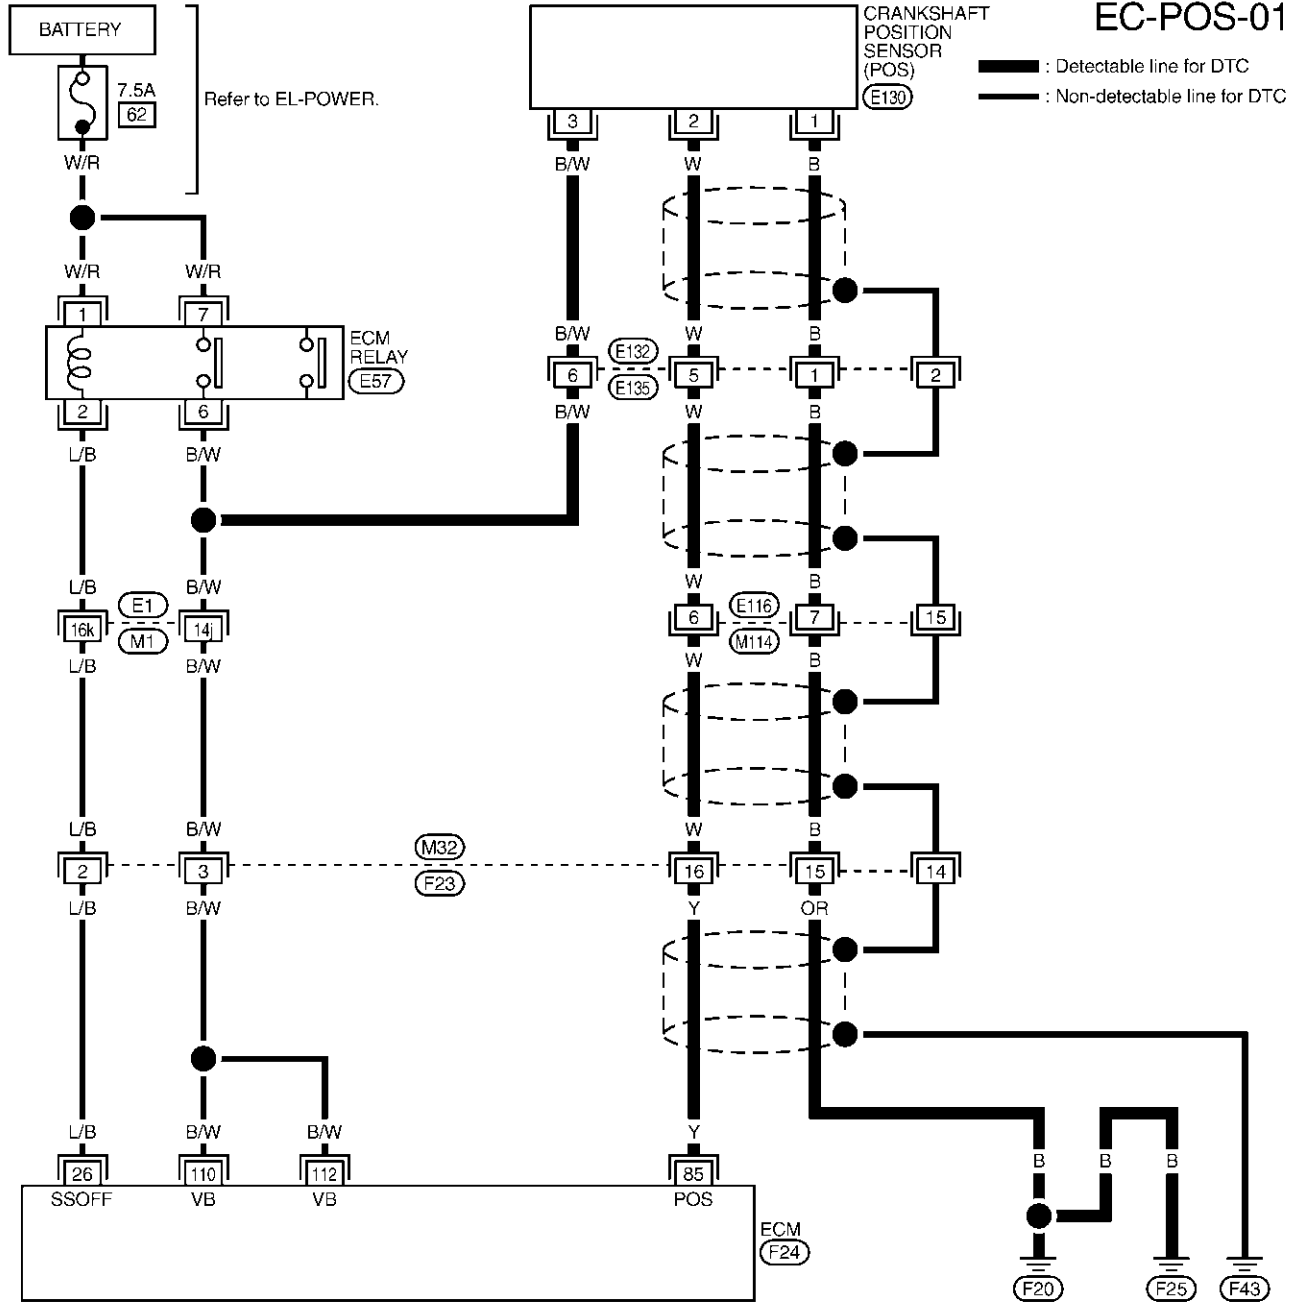 EC-POS-01
BATTERY
7.5A
62
Refer to EL-POWER.
CRANKSHAFT
POSITION
SENSOR
(POS)
E130
: Detectable line for DTC
: Non-detectable line for DTC
3 2 1
W/R B/W W B
W/R W/R
1 7
ECM
RELAY
E57
B/W W B
E132
6 5 1 2
E135
B/W W B
2 6
L/B B/W
L/B B/W W B
E1 E116
16k 14j 6 7 15
M1 M114
L/B B/W W B
L/B B/W W B
M32
2 3 16 15 14
F23
L/B B/W Y OR
L/B B/W B/W Y
B B B
26 110 112 85
SSOFF VB VB POS
ECM
F24
F20 F25 F43